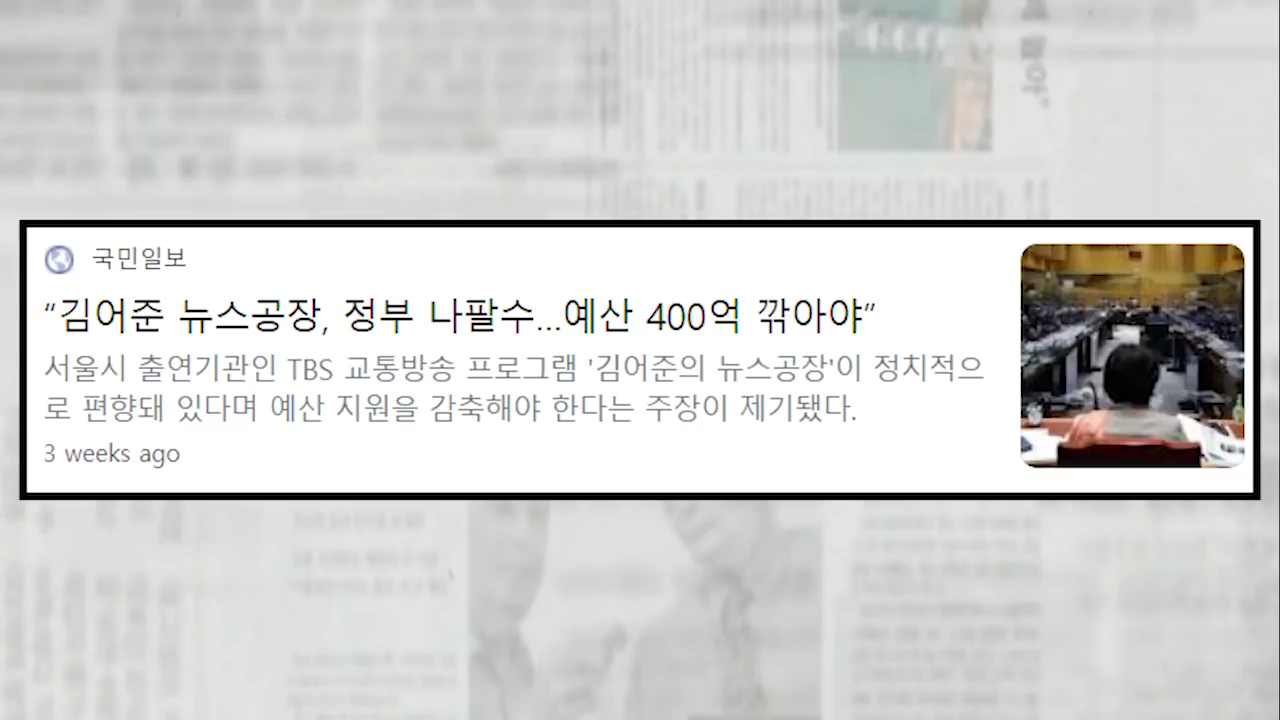 국민일보
“김어준 뉴스공장, 정부 나팔수...예산 400억 깎아야”
서울시 출연기관인 TBS 교통방송 프로그램 '김어준의 뉴스공장'이 정치적으
로 편향돼 있다며 예산 지원을 감축해야 한다는 주장이 제기됐다.
3 weeks ago